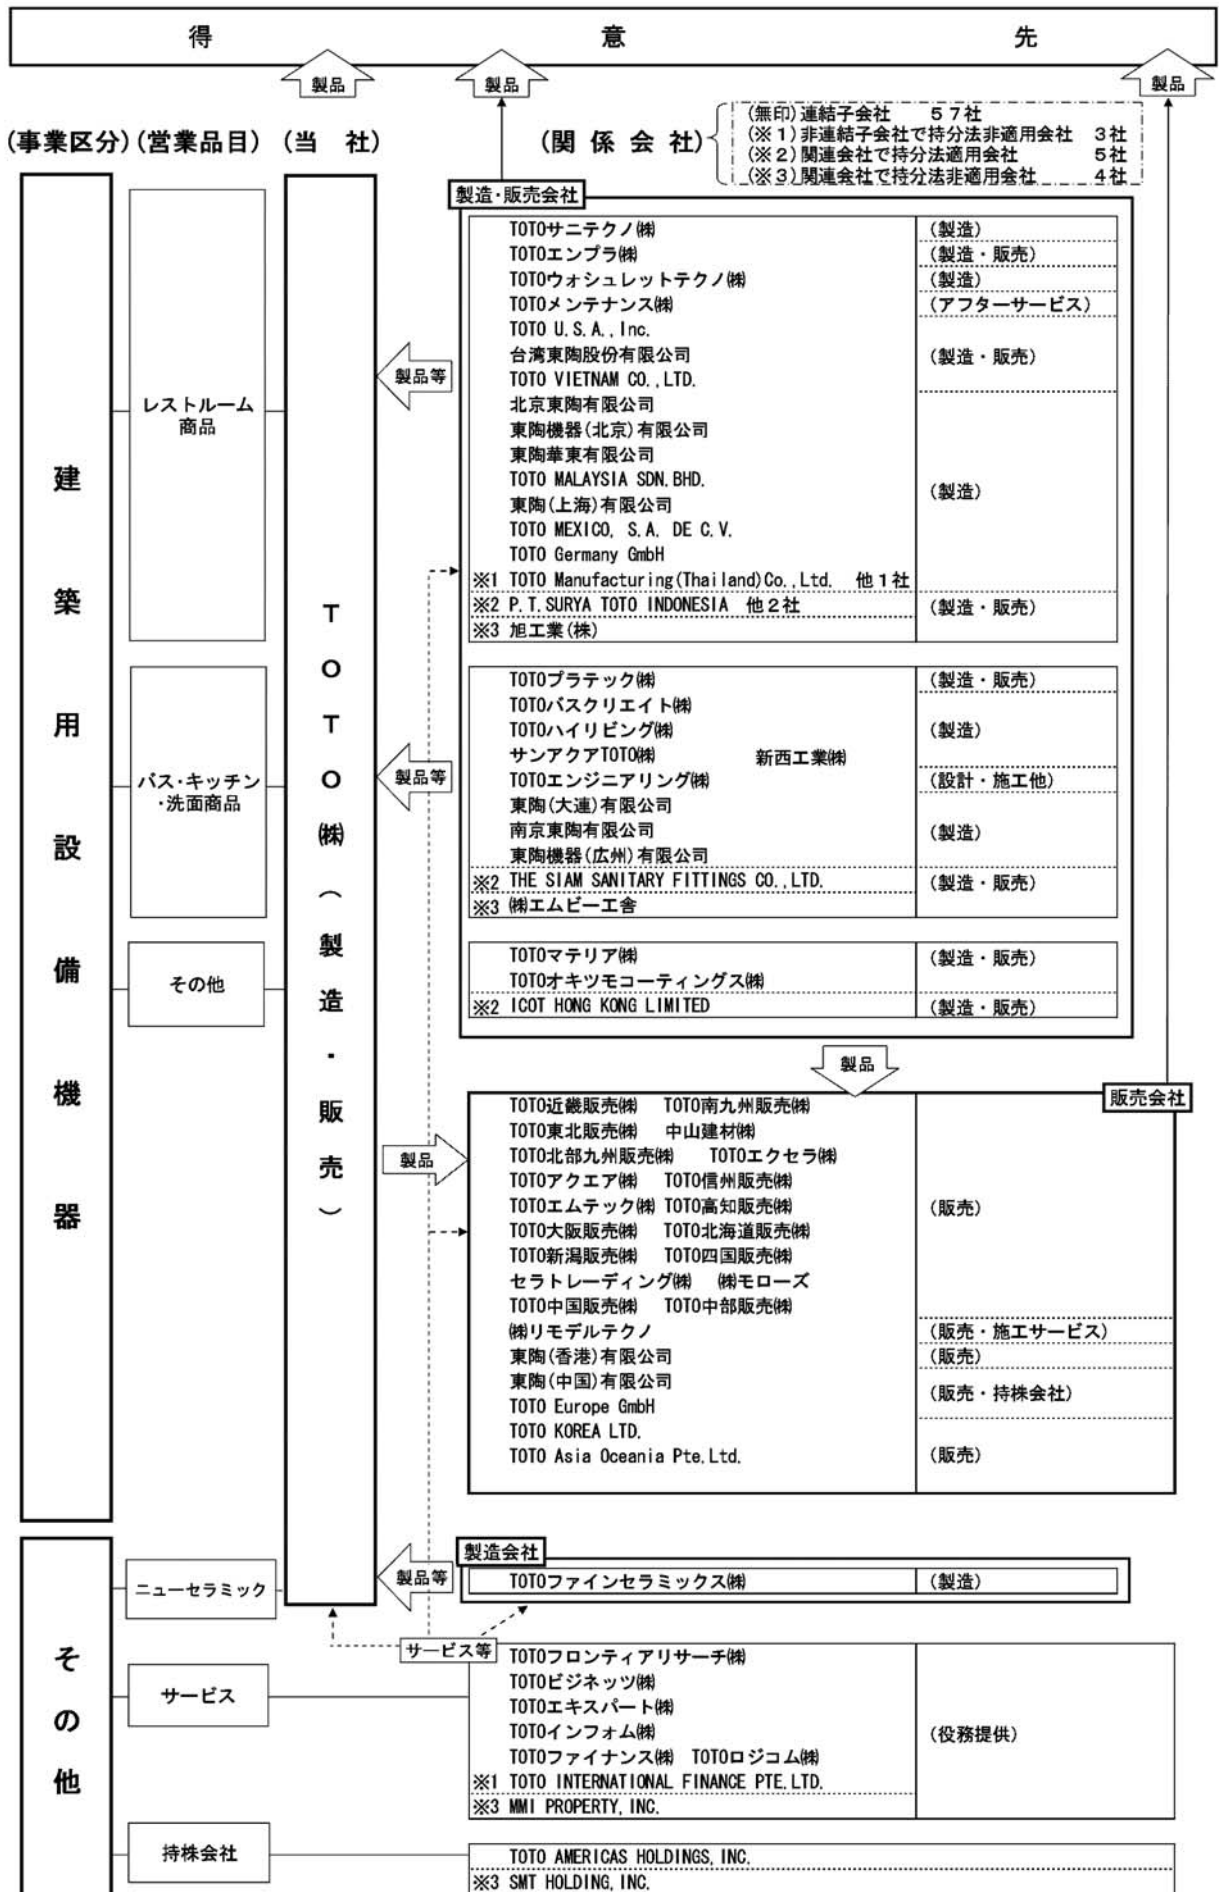 得意先
製品
製品
製品
(事業区分)
(営業品目)
(当 社)
(関 係 会 社)
(無印)連結子会社 57社
(※1)非連結子会社で持分法非適用会社 3社
(※2)関連会社で持分法適用会社 5社
(※3)関連会社で持分法非適用会社 4社
建築用設備機器
レストルーム
商品
バス・キッチン
・洗面商品
その他
TOTO㈱(製造・販売)
製造・販売会社
製品等
TOTOサニテクノ㈱ (製造)
TOTOエンプラ㈱ (製造・販売)
TOTOウォシュレットテクノ㈱ (製造)
TOTOメンテナンス㈱ (アフターサービス)
TOTO U.S.A.,Inc.
台湾東陶股份有限公司 (製造・販売)
TOTO VIETNAM CO.,LTD.
北京東陶有限公司
東陶機器(北京)有限公司
東陶華東有限公司
TOTO MALAYSIA SDN.BHD. (製造)
東陶(上海)有限公司
TOTO MEXICO, S.A. DE C.V.
TOTO Germany GmbH
※1 TOTO Manufacturing(Thailand)Co.,Ltd. 他1社
※2 P.T.SURYA TOTO INDONESIA 他2社 (製造・販売)
※3 旭工業(株)
製品等
TOTOプラテック㈱ (製造・販売)
TOTOバスクリエイト㈱
TOTOハイリビング㈱ (製造)
サンアクアTOTO㈱ 新西工業㈱
TOTOエンジニアリング㈱ (設計・施工他)
東陶(大連)有限公司
南京東陶有限公司 (製造)
東陶機器(広州)有限公司
※2 THE SIAM SANITARY FITTINGS CO.,LTD. (製造・販売)
※3 ㈱エムビー工舎
TOTOマテリア㈱ (製造・販売)
TOTOオキツモコーティングス㈱
※2 ICOT HONG KONG LIMITED (製造・販売)
製品
販売会社
製品
TOTO近畿販売㈱ TOTO南九州販売㈱
TOTO東北販売㈱ 中山建材㈱
TOTO北部九州販売㈱ TOTOエクセラ㈱
TOTOアクエア㈱ TOTO信州販売㈱
TOTOエムテック㈱ TOTO高知販売㈱ (販売)
TOTO大阪販売㈱ TOTO北海道販売㈱
TOTO新潟販売㈱ TOTO四国販売㈱
セラトレーディング㈱ ㈱モローズ
TOTO中国販売㈱ TOTO中部販売㈱
㈱リモデルテクノ (販売・施工サービス)
東陶(香港)有限公司 (販売)
東陶(中国)有限公司 (販売・持株会社)
TOTO Europe GmbH
TOTO KOREA LTD.
TOTO Asia Oceania Pte.Ltd. (販売)
その他
ニューセラミック
サービス
持株会社
製造会社
製品等
TOTOファインセラミックス㈱ (製造)
サービス等
TOTOフロンティアリサーチ㈱
TOTOビジネッツ㈱
TOTOエキスパート㈱
TOTOインフォム㈱ (役務提供)
TOTOファイナンス㈱ TOTOロジコム㈱
※1 TOTO INTERNATIONAL FINANCE PTE.LTD.
※3 MMI PROPERTY,INC.
TOTO AMERICAS HOLDINGS,INC.
※3 SMT HOLDING,INC.